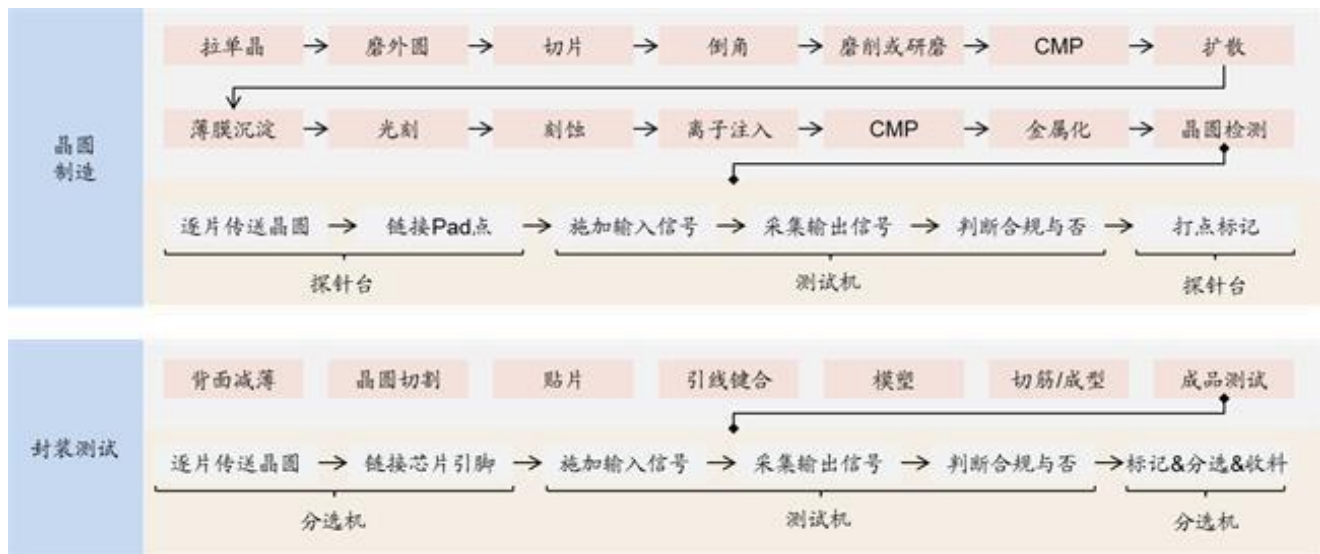 拉单晶 → 磨外圆 → 切片 → 倒角 → 磨削或研磨 → CMP → 扩散
薄膜沉淀 → 光刻 → 刻蚀 → 离子注入 → CMP → 金属化 → 晶圆检测
晶圆
制造
逐片传送晶圆 → 链接Pad点 → 施加输入信号 → 采集输出信号 → 判断合规与否 → 打点标记
探针台 测试机 探针台
背面减薄 晶圆切割 贴片 引线键合 模塑 切筋/成型 成品测试
封装测试
逐片传送晶圆 → 链接芯片引脚 → 施加输入信号 → 采集输出信号 → 判断合规与否 → 标记&分选&收料
分选机 测试机 分选机